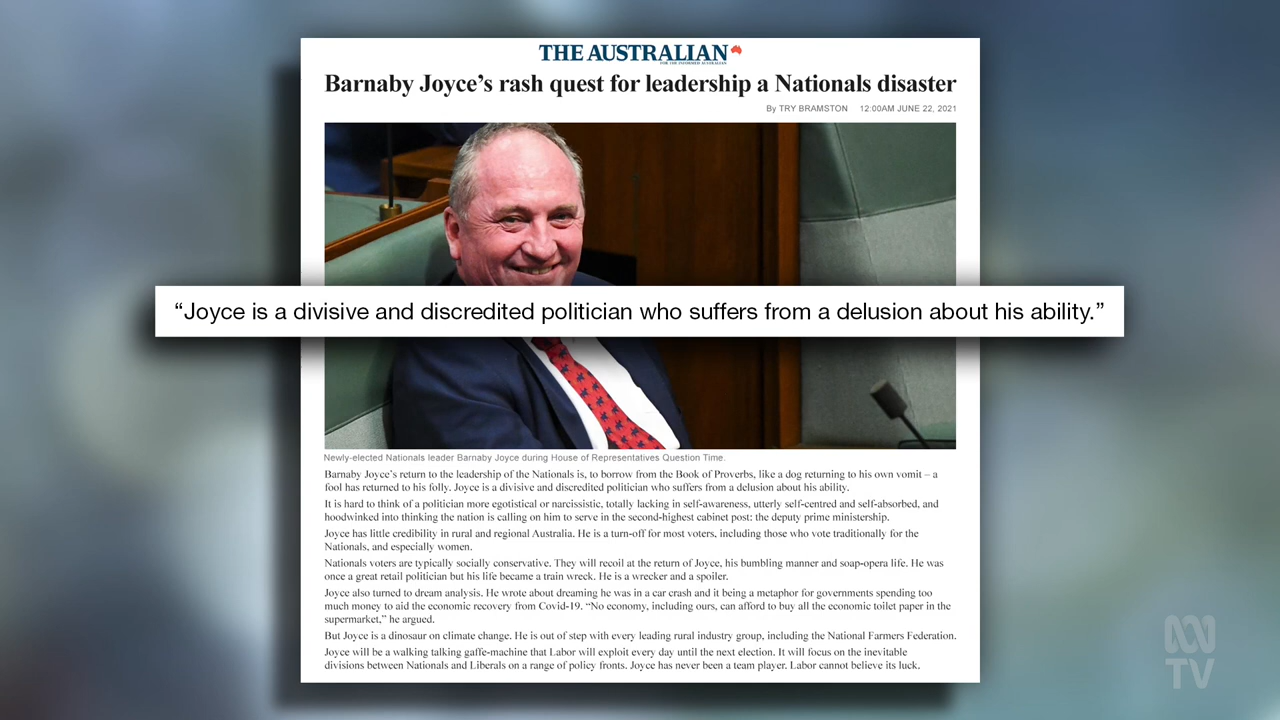 THE AUSTRALIAN
FOR THE INFORMED AUSTRALIAN
Barnaby Joyce's rash quest for leadership a Nationals disaster
By TRY BRAMSTON 12:00AM JUNE 22, 2021
“Joyce is a divisive and discredited politician who suffers from a delusion about his ability.”
Newly-elected Nationals leader Barnaby Joyce during House of Representatives Question Time.
Barnaby Joyce's return to the leadership of the Nationals is, to borrow from the Book of Proverbs, like a dog returning to his own vomit – a
fool has returned to his folly. Joyce is a divisive and discredited politician who suffers from a delusion about his ability.
It is hard to think of a politician more egotistical or narcissistic, totally lacking in self-awareness, utterly self-centred and self-absorbed, and
hoodwinked into thinking the nation is calling on him to serve in the second-highest cabinet post: the deputy prime ministership.
Joyce has little credibility in rural and regional Australia. He is a turn-off for most voters, including those who vote traditionally for the
Nationals, and especially women.
Nationals voters are typically socially conservative. They will recoil at the return of Joyce, his bumbling manner and soap-opera life. He was
once a great retail politician but his life became a train wreck. He is a wrecker and a spoiler.
Joyce also turned to dream analysis. He wrote about dreaming he was in a car crash and it being a metaphor for governments spending too
much money to aid the economic recovery from Covid-19. “No economy, including ours, can afford to buy all the economic toilet paper in the
supermarket,” he argued.
But Joyce is a dinosaur on climate change. He is out of step with every leading rural industry group, including the National Farmers Federation.
Joyce will be a walking talking gaffe-machine that Labor will exploit every day until the next election. It will focus on the inevitable
divisions between Nationals and Liberals on a range of policy fronts. Joyce has never been a team player. Labor cannot believe its luck.
TV